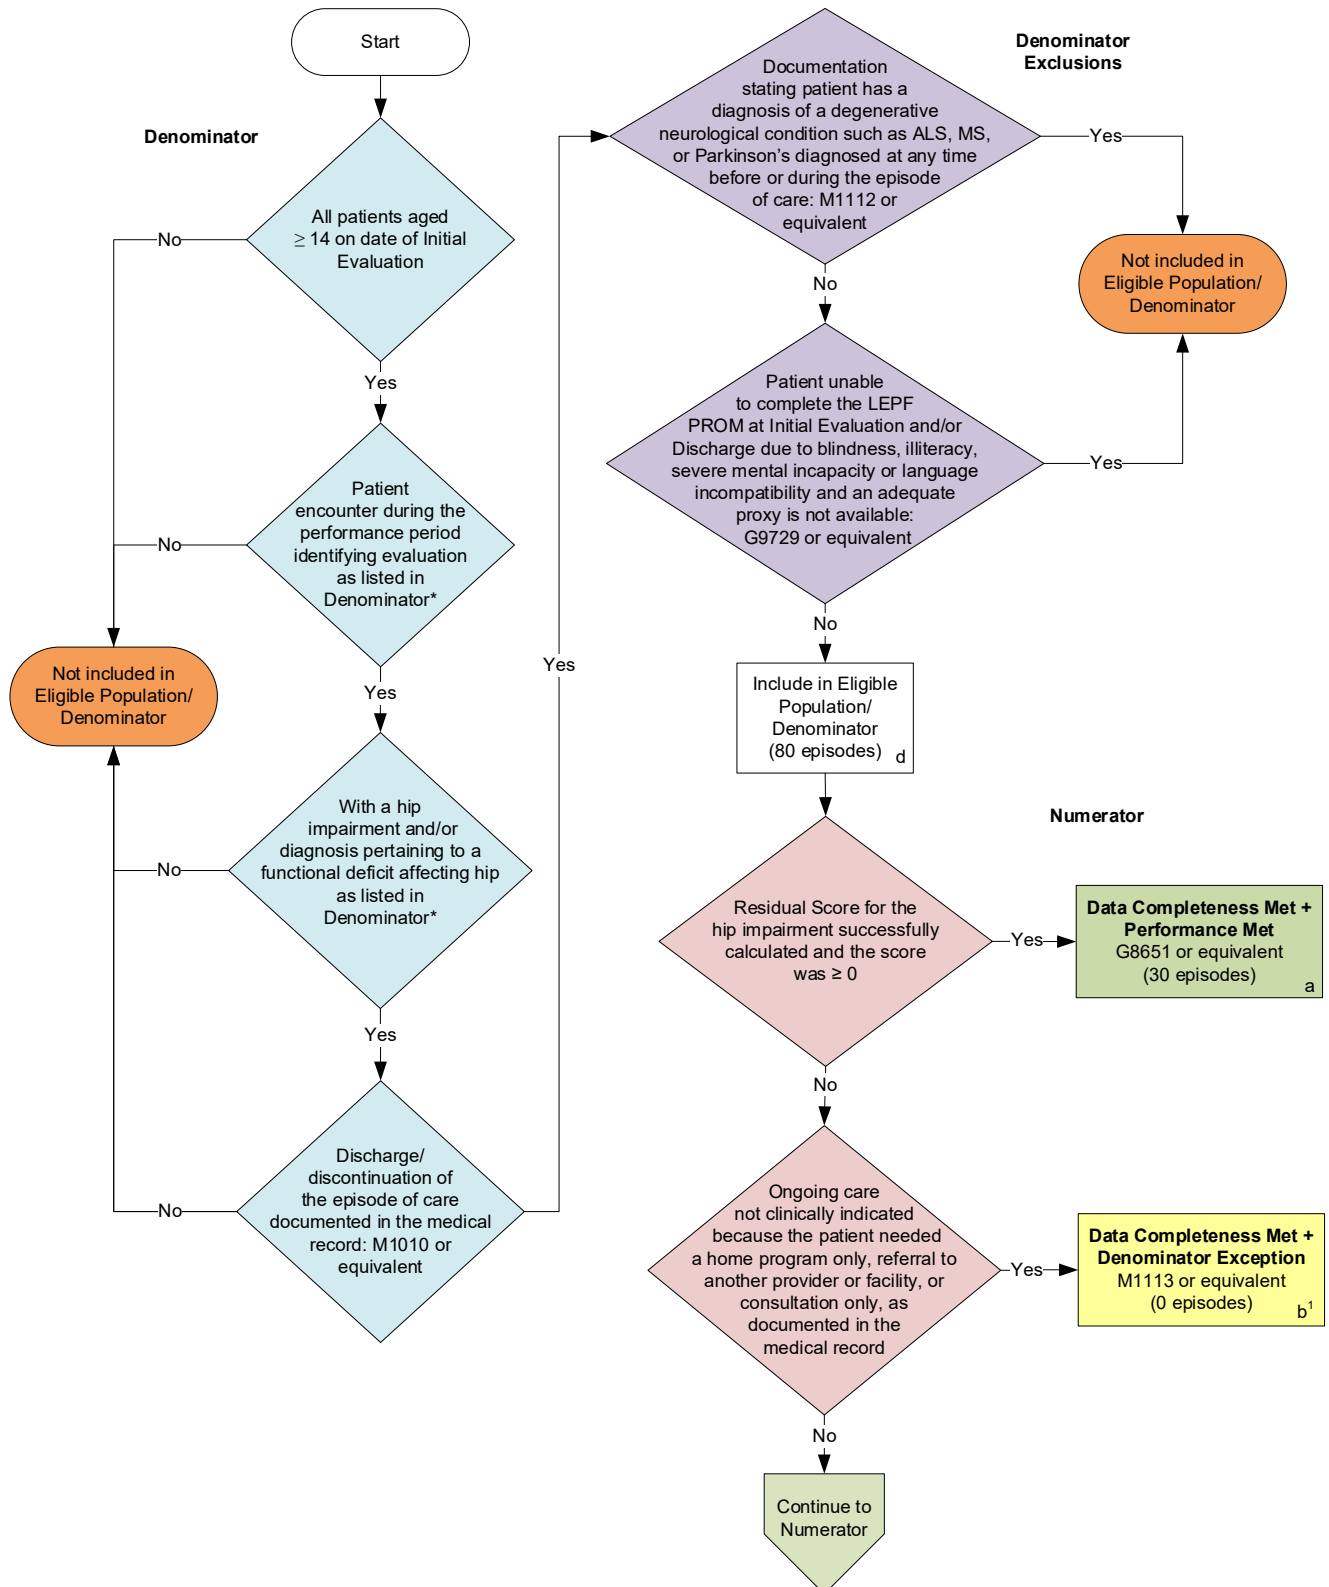 Start
Denominator
All patients aged
≥ 14 on date of Initial
Evaluation
No
Yes
Patient
encounter during the
performance period
identifying evaluation
as listed in
Denominator*
No
Yes
Not included in
Eligible Population/
Denominator
With a hip
impairment and/or
diagnosis pertaining to a
functional deficit affecting hip
as listed in
Denominator*
No
Yes
Discharge/
discontinuation of
the episode of care
documented in the medical
record: M1010 or
equivalent
No
Yes
Denominator
Exclusions
Documentation
stating patient has a
diagnosis of a degenerative
neurological condition such as ALS, MS,
or Parkinson's diagnosed at any time
before or during the episode
of care: M1112 or
equivalent
Yes
No
Not included in
Eligible Population/
Denominator
Patient unable
to complete the LEPF
PROM at Initial Evaluation and/or
Discharge due to blindness, illiteracy,
severe mental incapacity or language
incompatibility and an adequate
proxy is not available:
G9729 or equivalent
Yes
No
Include in Eligible
Population/
Denominator
(80 episodes)
d
Numerator
Residual Score for the
hip impairment successfully
calculated and the score
was ≥ 0
Yes
Data Completeness Met +
Performance Met
G8651 or equivalent
(30 episodes)
a
No
Ongoing care
not clinically indicated
because the patient needed
a home program only, referral to
another provider or facility, or
consultation only, as
documented in the
medical record
Yes
Data Completeness Met +
Denominator Exception
M1113 or equivalent
(0 episodes)
b¹
No
Continue to
Numerator